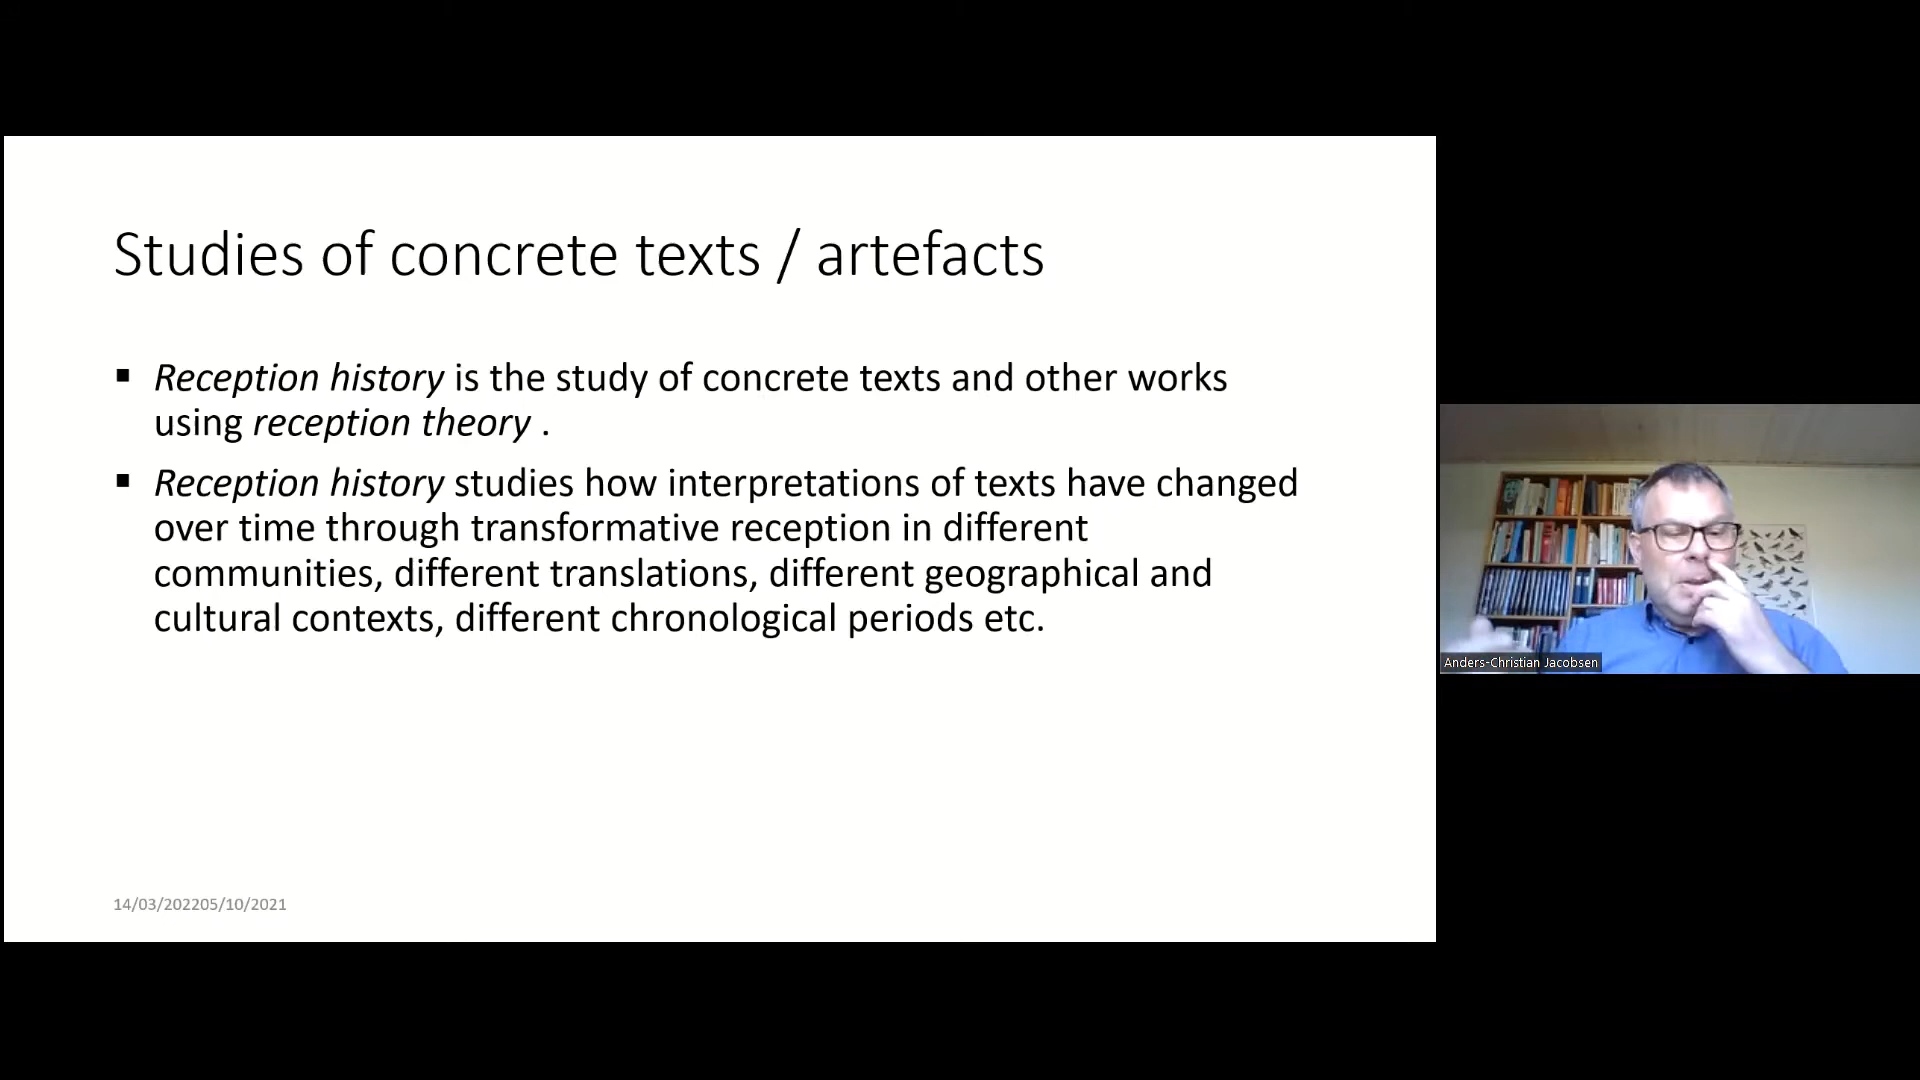 Studies of concrete texts / artefacts
▪ Reception history is the study of concrete texts and other works
using reception theory .
▪ Reception history studies how interpretations of texts have changed
over time through transformative reception in different
communities, different translations, different geographical and
cultural contexts, different chronological periods etc.
14/03/202205/10/2021
Anders-Christian Jacobsen